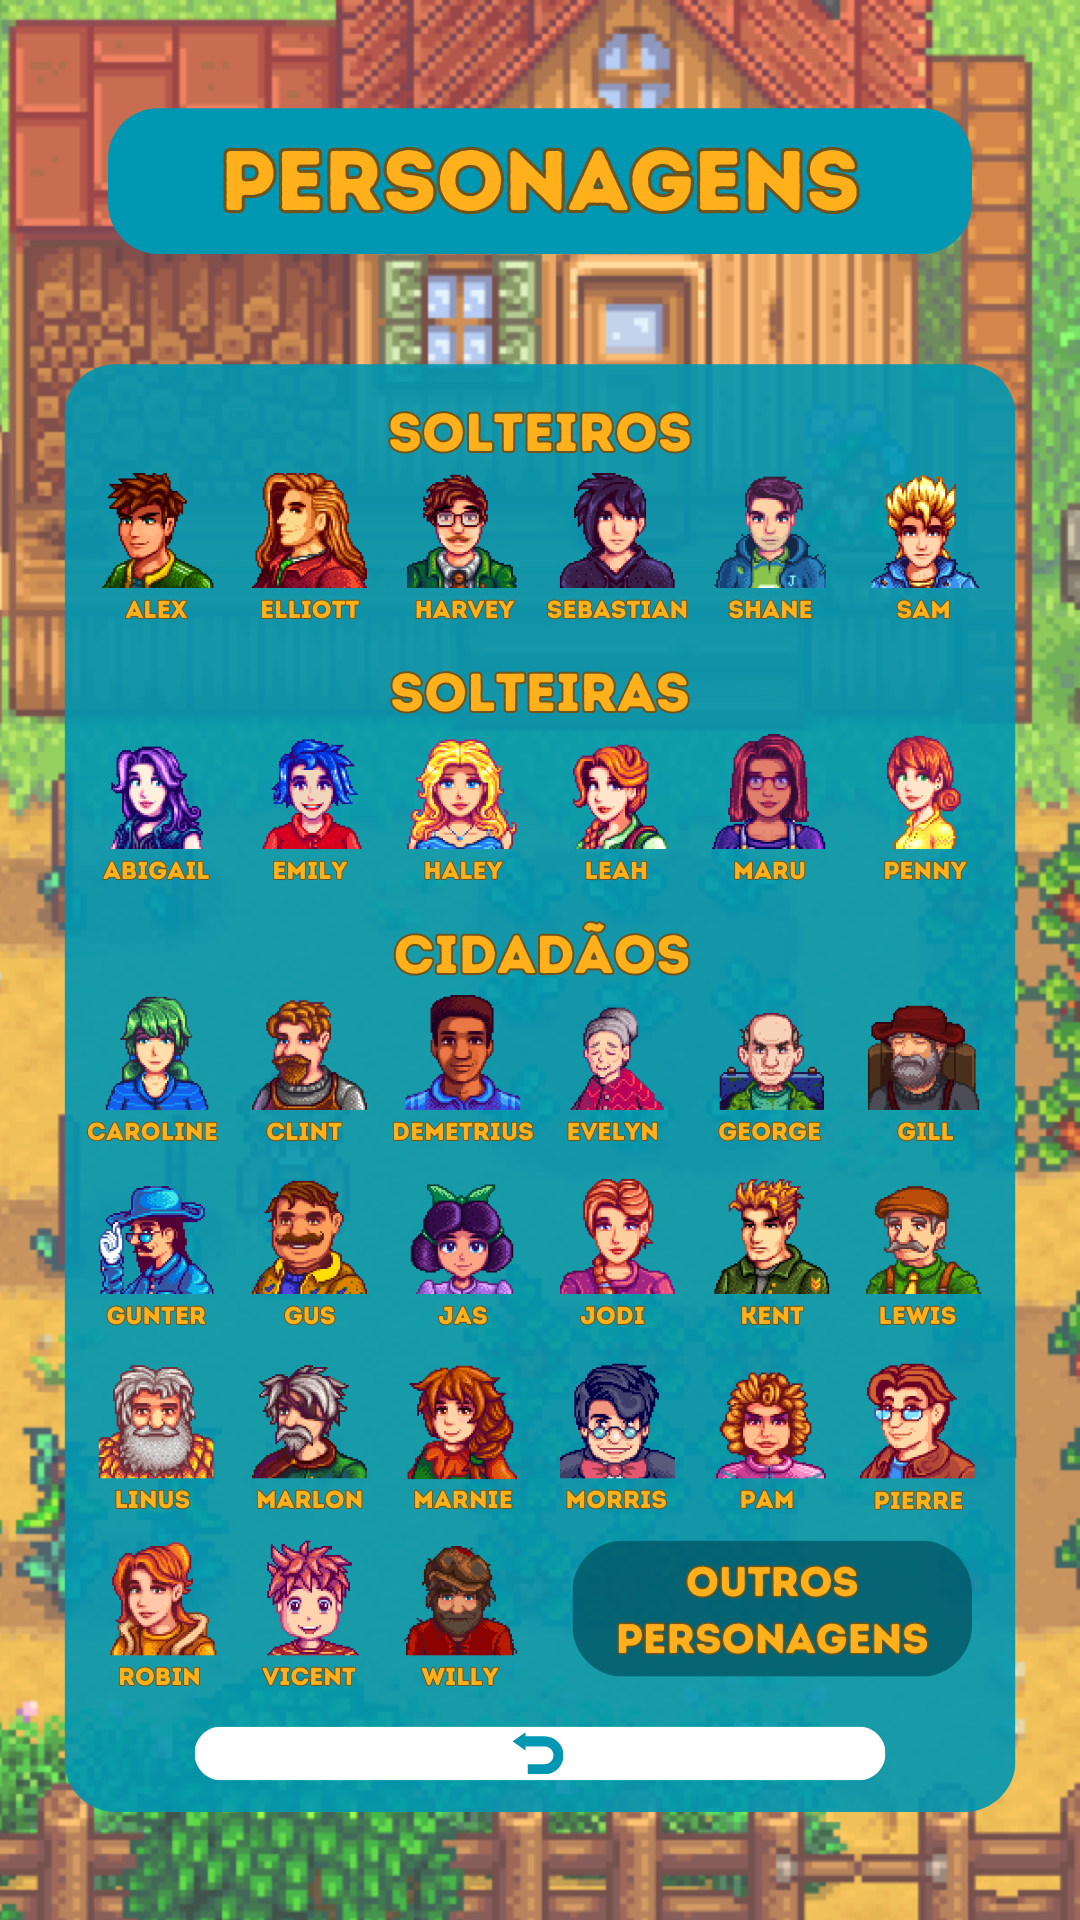 PERSONAGENS
SOLTEIROS
ALEX ELLIOTT HARVEY SEBASTIAN SHANE SAM
SOLTEIRAS
ABIGAIL EMILY HALEY LEAH MARU PENNY
CIDADÃOS
CAROLINE CLINT DEMETRIUS EVELYN GEORGE GILL
GUNTER GUS JAS JODI KENT LEWIS
LINUS MARLON MARNIE MORRIS PAM PIERRE
ROBIN VICENT WILLY
OUTROS
PERSONAGENS